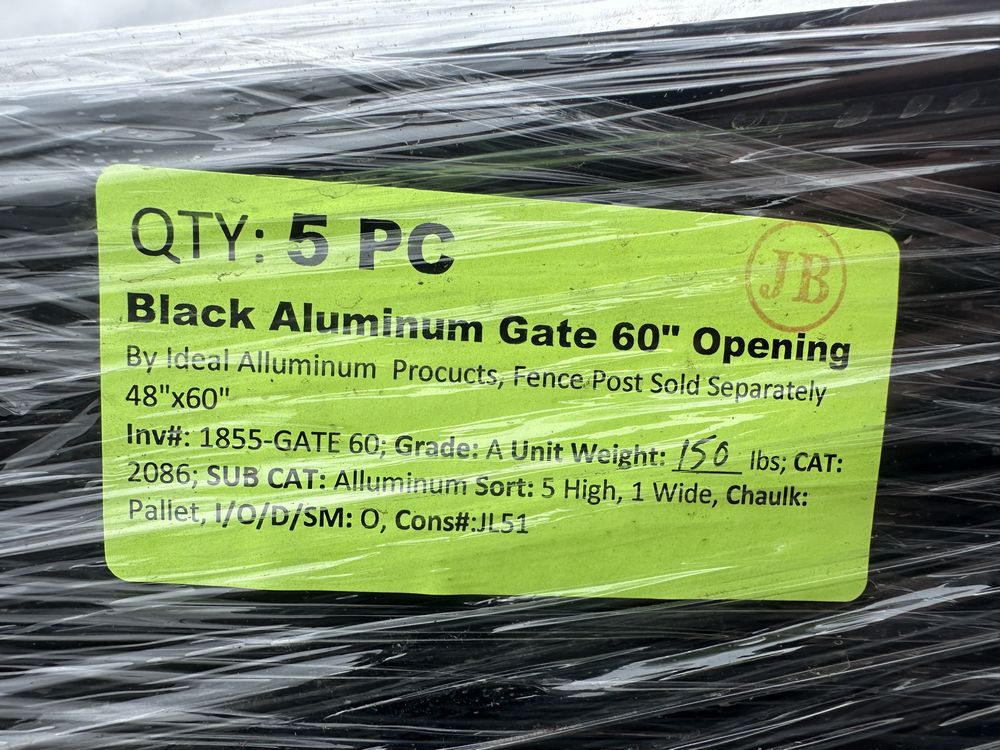 QTY: 5 PC
JB
Black Aluminum Gate 60" Opening
By Ideal Alluminum Procucts, Fence Post Sold Separately
48"x60"
Inv#: 1855-GATE 60; Grade: A Unit Weight: 150 lbs; CAT:
2086; SUB CAT: Alluminum Sort: 5 High, 1 Wide, Chaulk:
Pallet, I/O/D/SM: O, Cons#:JL51